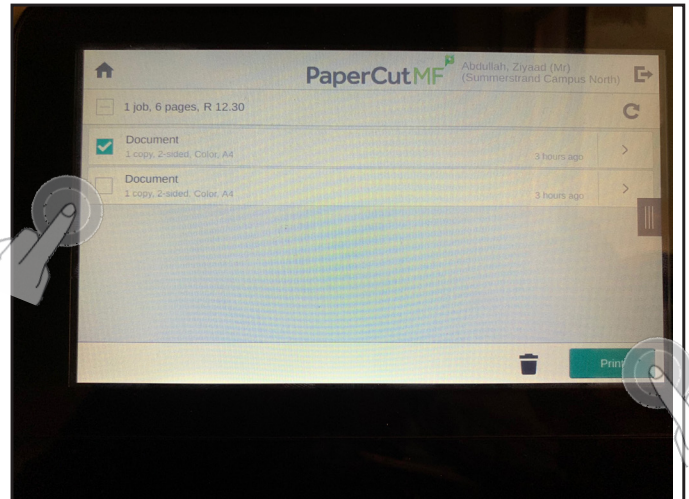 PaperCutMF
Abdullah, Ziyaad (Mr)
(Summerstrand Campus North)
1 job, 6 pages, R 12.30
Document
1 copy, 2-sided, Color, A4
3 hours ago
Document
1 copy, 2-sided, Color, A4
3 hours ago
Print